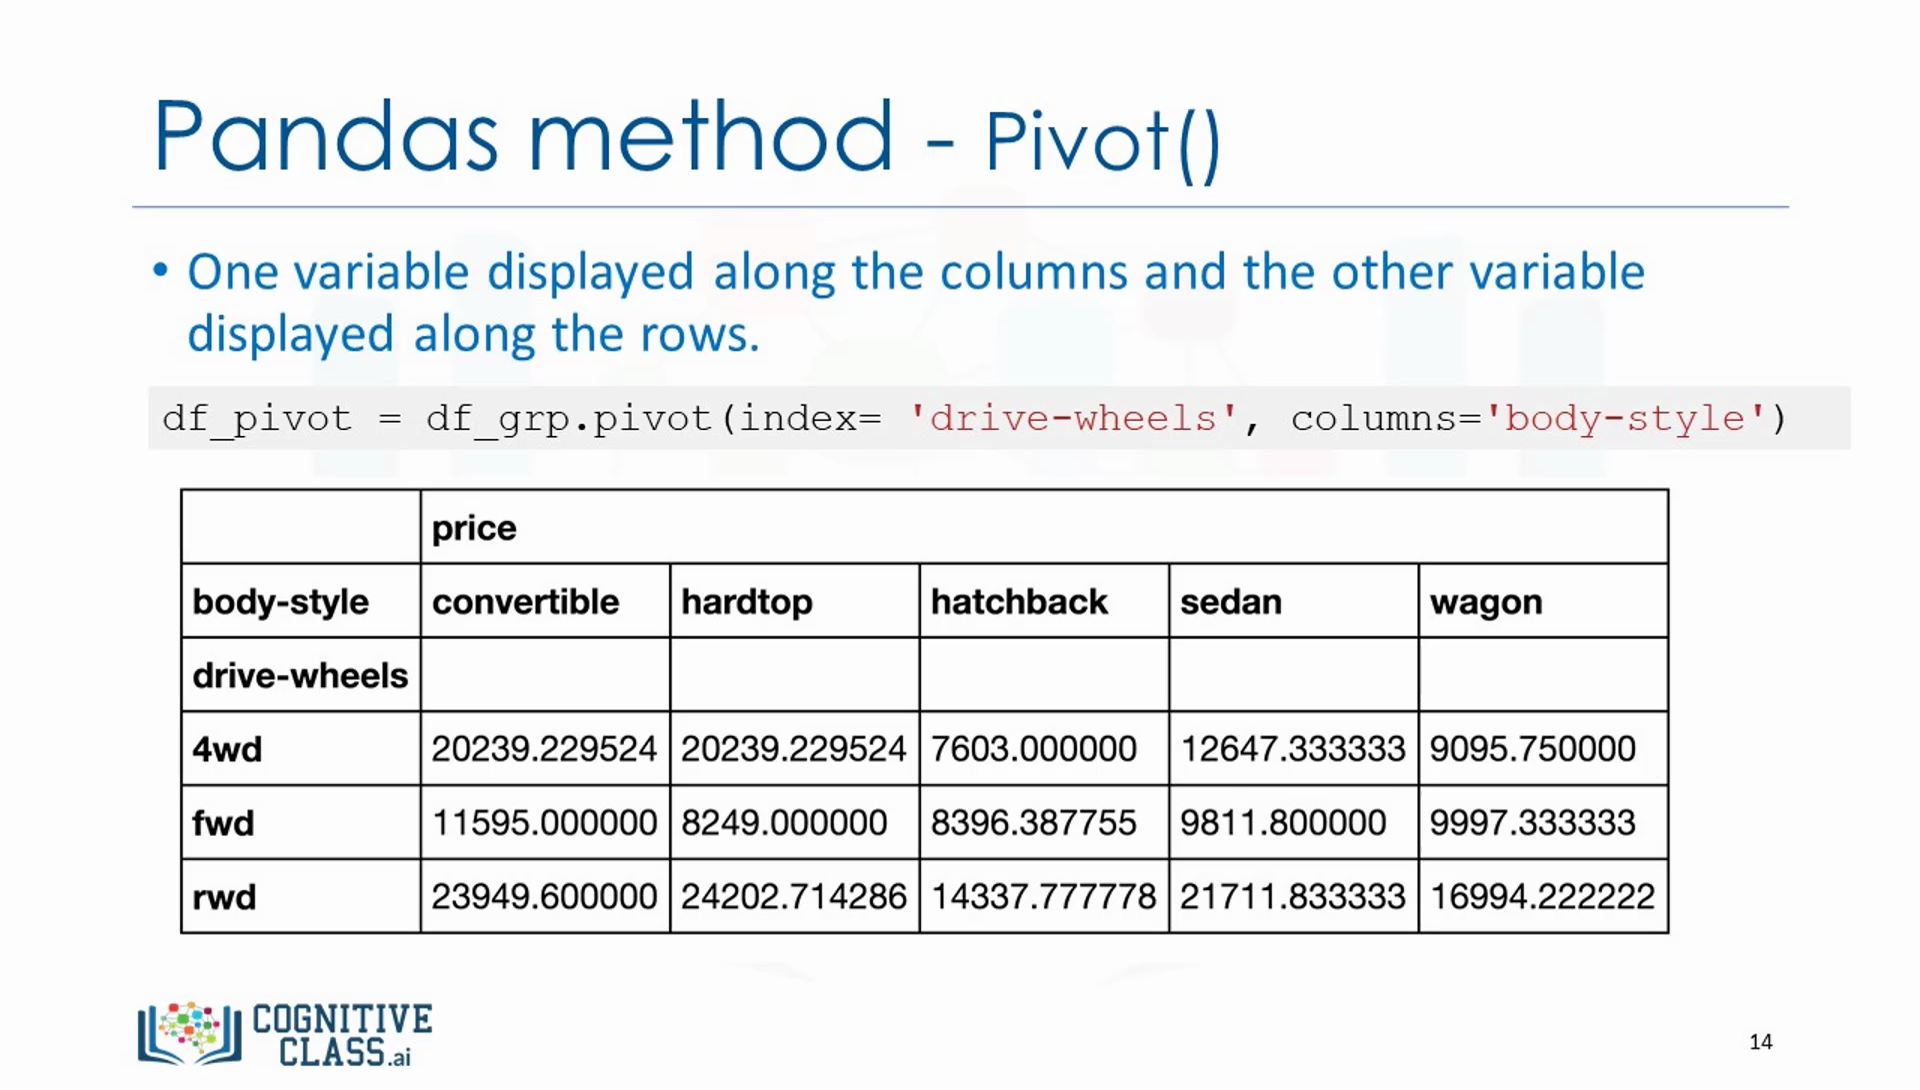 Pandas method - Pivot()
• One variable displayed along the columns and the other variable
displayed along the rows.
df_pivot = df_grp.pivot(index= 'drive-wheels', columns='body-style')
price
body-style convertible hardtop hatchback sedan wagon
drive-wheels
4wd 20239.229524 20239.229524 7603.000000 12647.333333 9095.750000
fwd 11595.000000 8249.000000 8396.387755 9811.800000 9997.333333
rwd 23949.600000 24202.714286 14337.777778 21711.833333 16994.222222
COGNITIVE
CLASS.ai
14